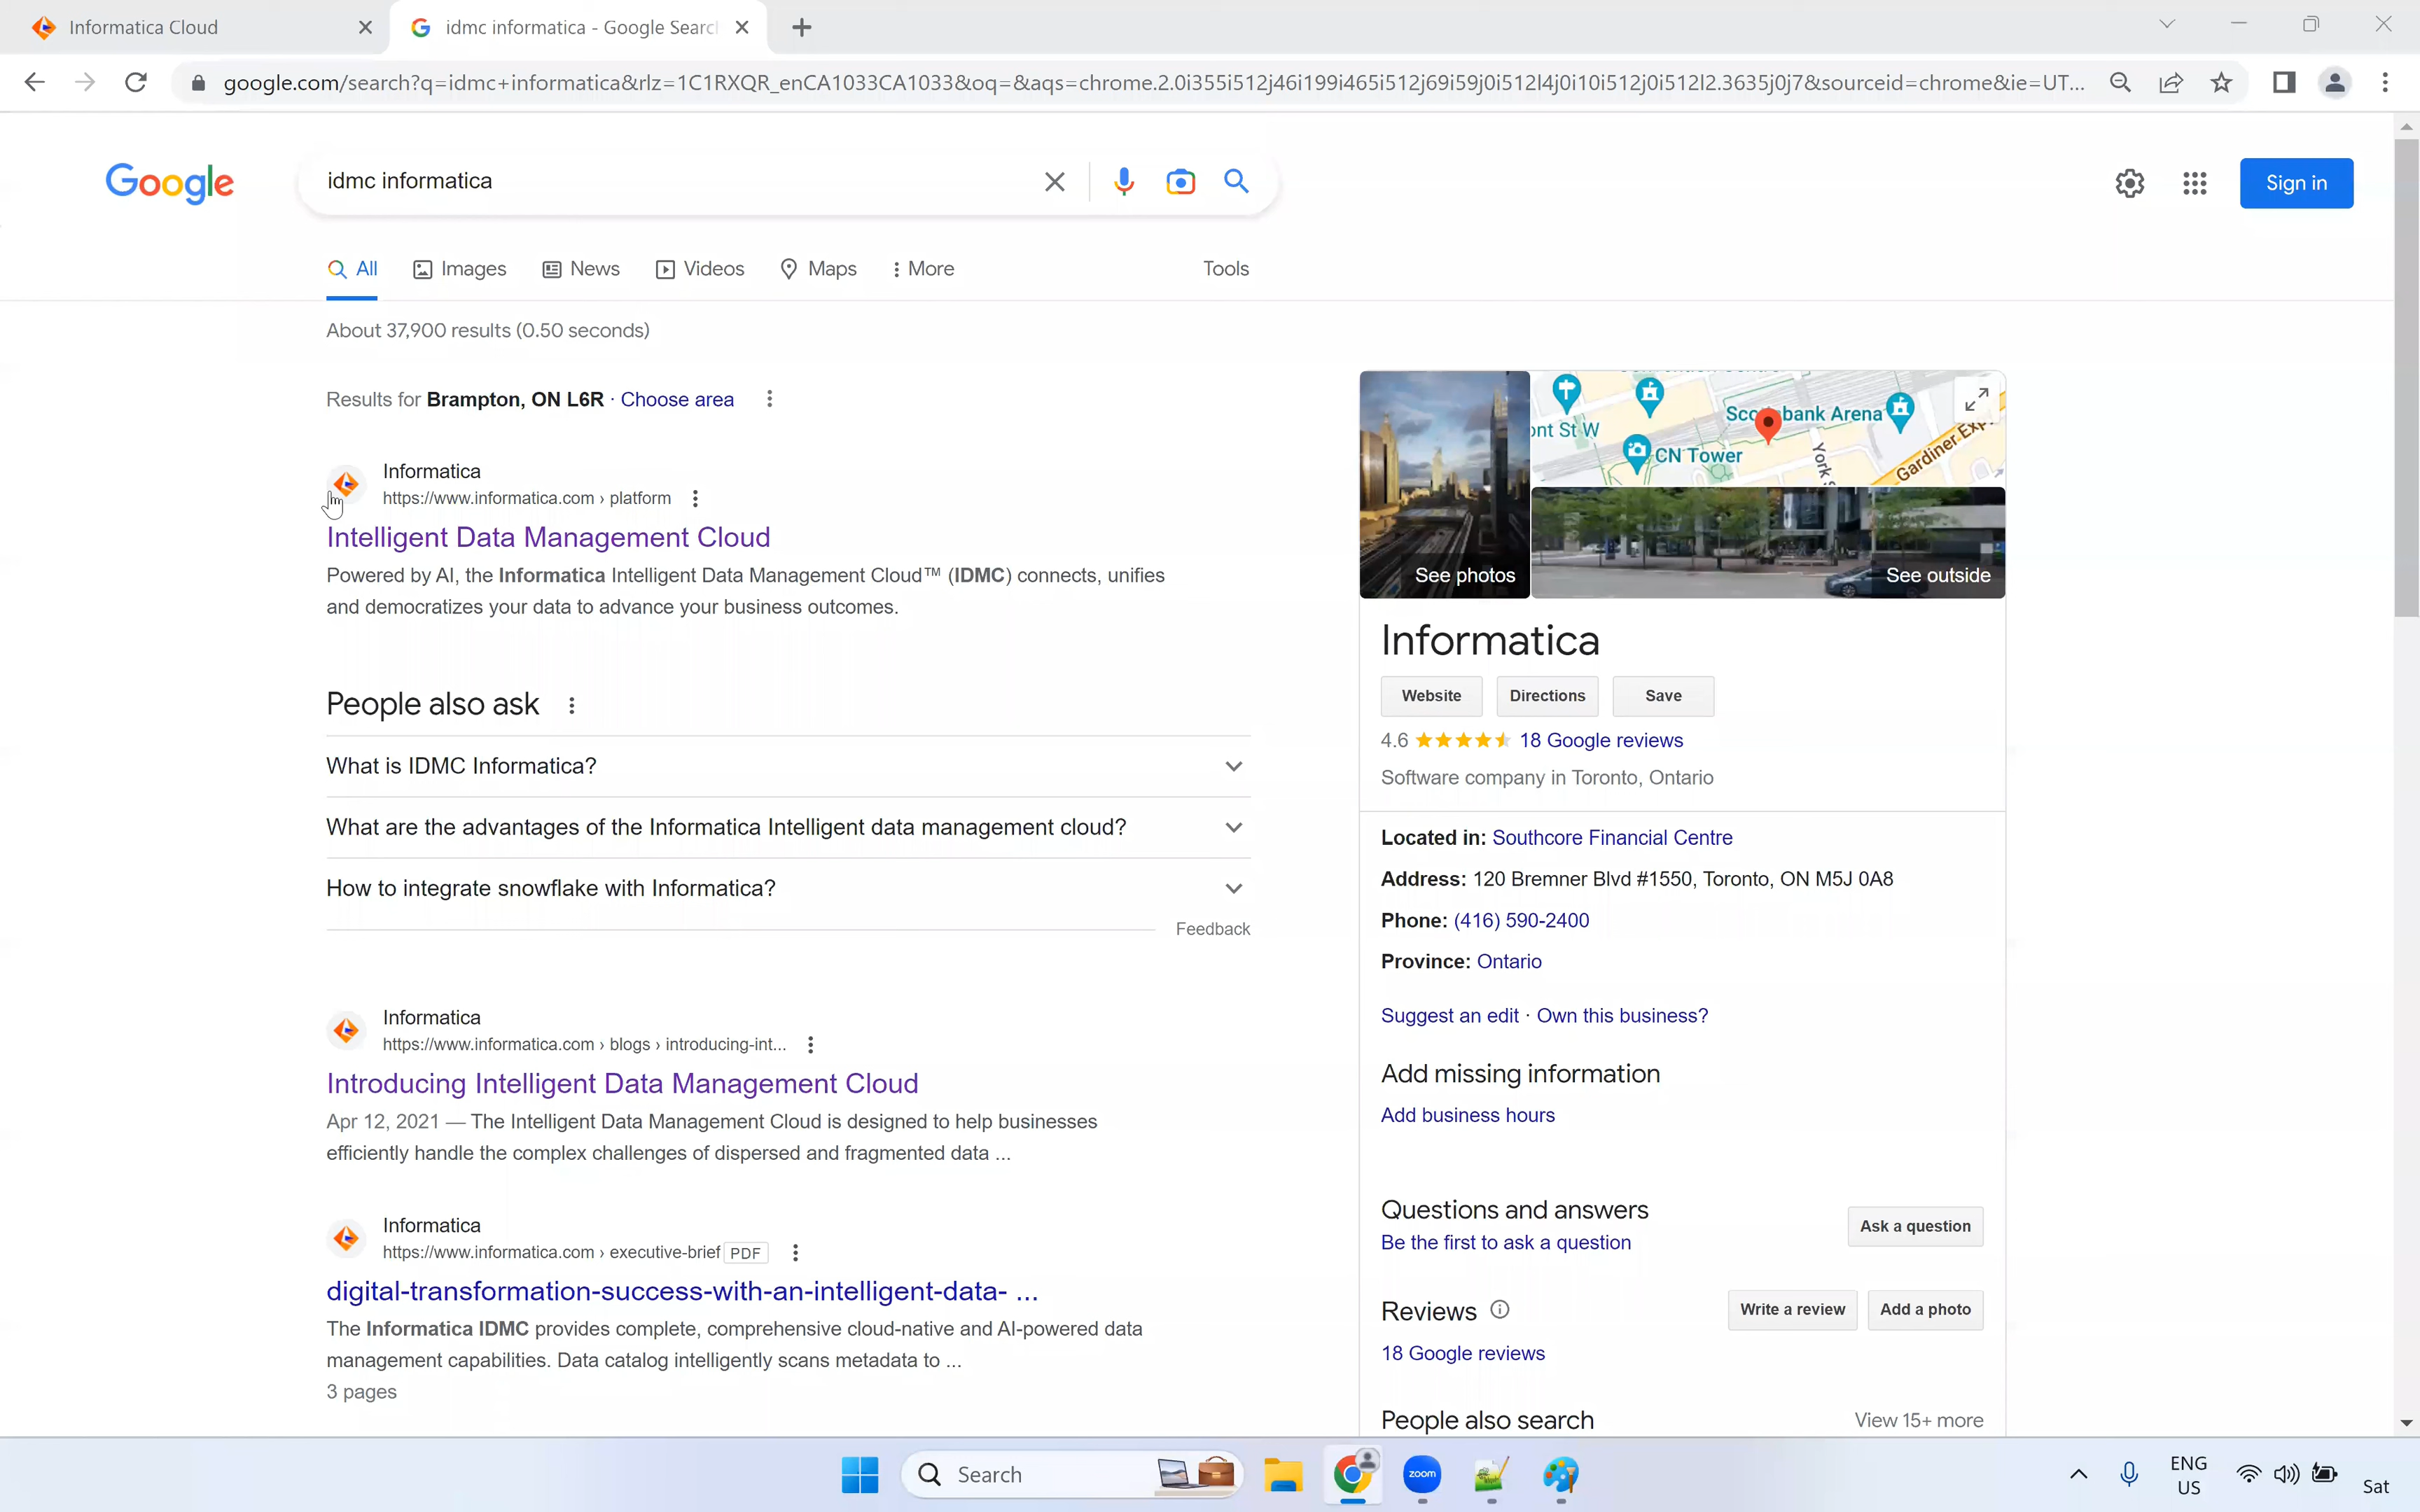 Informatica Cloud
idmc informatica - Google Search
google.com/search?q=idmc+informatica&rlz=1C1RXQR_enCA1033CA1033&oq=&aqs=chrome.2.0i355i512j46i199i465i512j69i59j0i512l4j0i10i512j0i512l2.3635j0j7&sourceid=chrome&ie=UT...
Google
idmc informatica
Sign in
All
Images
News
Videos
Maps
More
Tools
About 37,900 results (0.50 seconds)
Results for Brampton, ON L6R · Choose area
Informatica
https://www.informatica.com › platform
Intelligent Data Management Cloud
Powered by AI, the Informatica Intelligent Data Management Cloud™ (IDMC) connects, unifies
and democratizes your data to advance your business outcomes.
People also ask
What is IDMC Informatica?
What are the advantages of the Informatica Intelligent data management cloud?
How to integrate snowflake with Informatica?
Feedback
Informatica
https://www.informatica.com › blogs › introducing-int...
Introducing Intelligent Data Management Cloud
Apr 12, 2021 — The Intelligent Data Management Cloud is designed to help businesses
efficiently handle the complex challenges of dispersed and fragmented data ...
Informatica
https://www.informatica.com › executive-brief PDF
digital-transformation-success-with-an-intelligent-data- ...
The Informatica IDMC provides complete, comprehensive cloud-native and AI-powered data
management capabilities. Data catalog intelligently scans metadata to ...
3 pages
ont St W
Scotiabank Arena
CN Tower
York S
Gardiner Exp
See photos
See outside
Informatica
Website
Directions
Save
4.6 18 Google reviews
Software company in Toronto, Ontario
Located in: Southcore Financial Centre
Address: 120 Bremner Blvd #1550, Toronto, ON M5J 0A8
Phone: (416) 590-2400
Province: Ontario
Suggest an edit · Own this business?
Add missing information
Add business hours
Questions and answers
Be the first to ask a question
Ask a question
Reviews
Write a review
Add a photo
18 Google reviews
People also search
View 15+ more
Search
zoom
ENG
US
Sat